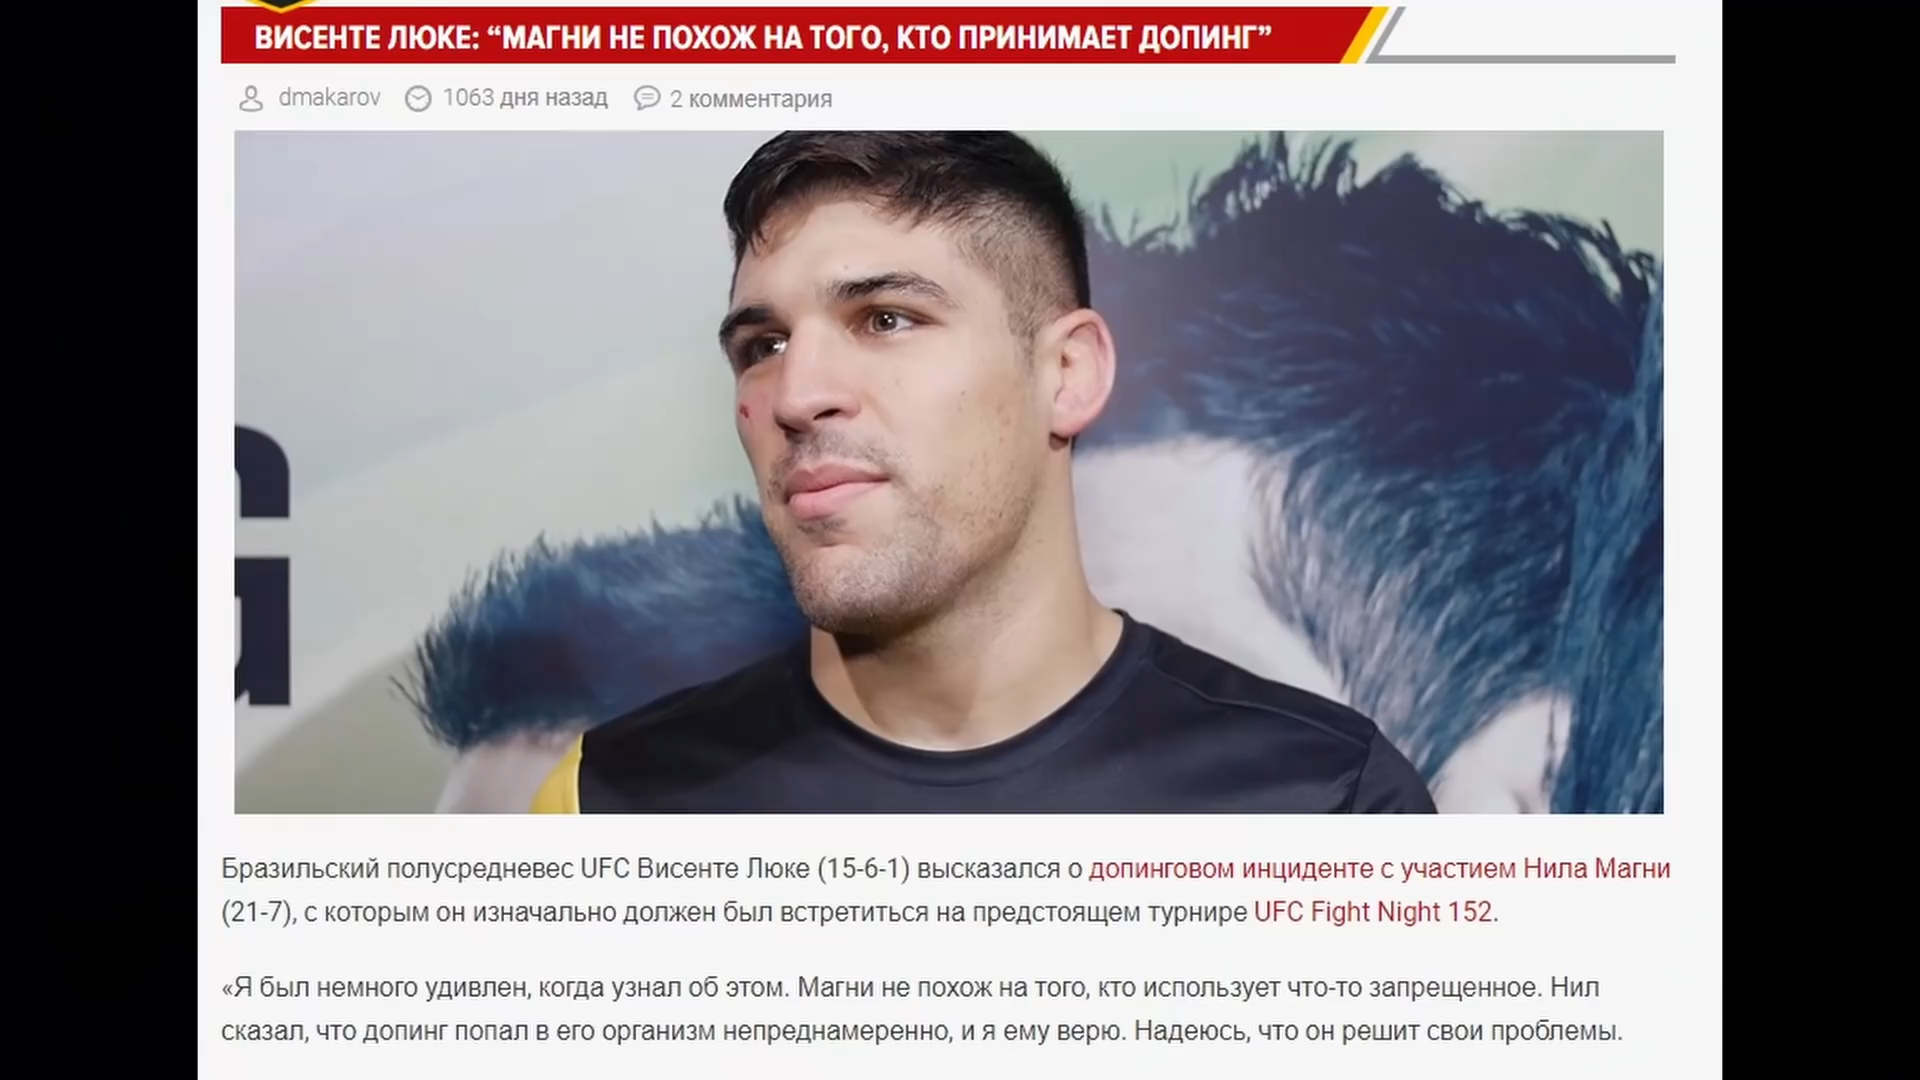 ВИСЕНТЕ ЛЮКЕ: “МАГНИ НЕ ПОХОЖ НА ТОГО, КТО ПРИНИМАЕТ ДОПИНГ”
dmakarov 1063 дня назад 2 комментария
Бразильский полусредневес UFC Висенте Люке (15-6-1) высказался о допинговом инциденте с участием Нила Магни
(21-7), с которым он изначально должен был встретиться на предстоящем турнире UFC Fight Night 152.
«Я был немного удивлен, когда узнал об этом. Магни не похож на того, кто использует что-то запрещенное. Нил
сказал, что допинг попал в его организм непреднамеренно, и я ему верю. Надеюсь, что он решит свои проблемы.